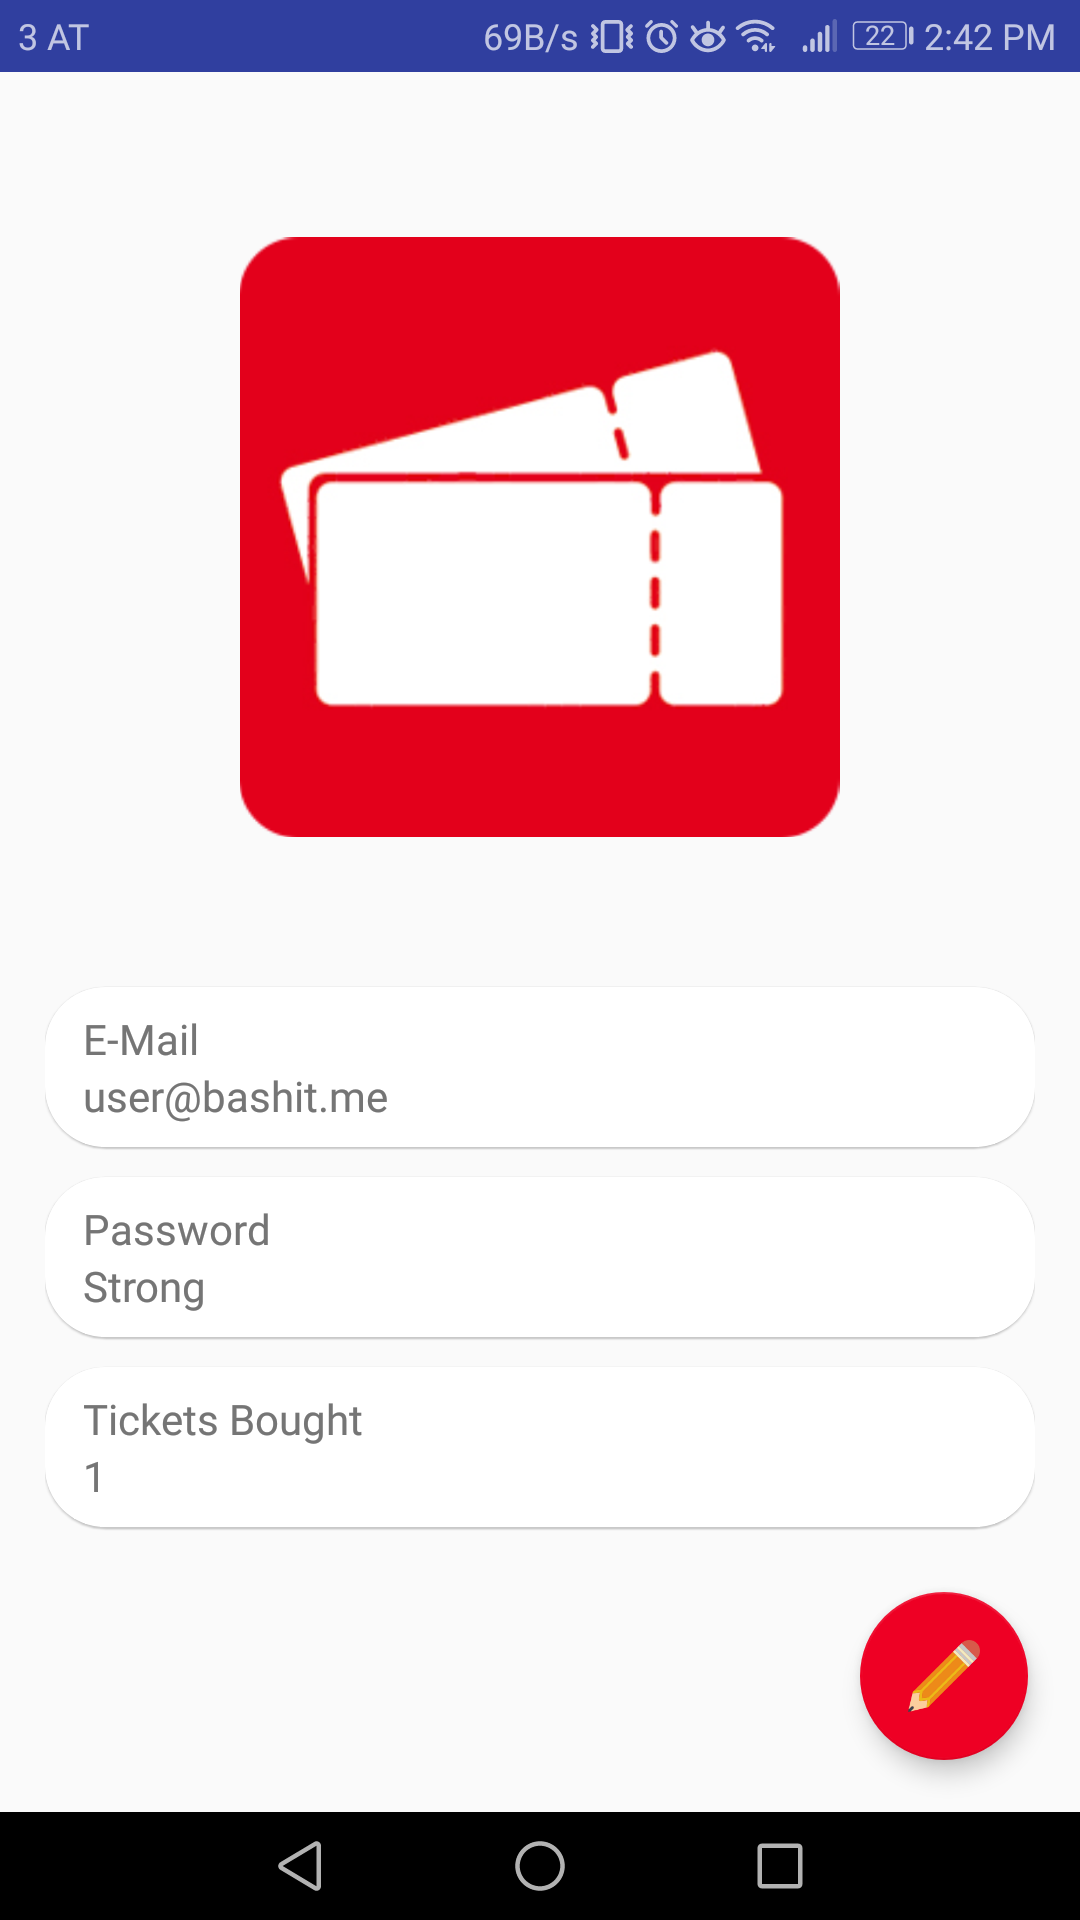 3 AT 69B/s 22 2:42 PM
E-Mail
user@bashit.me
Password
Strong
Tickets Bought
1